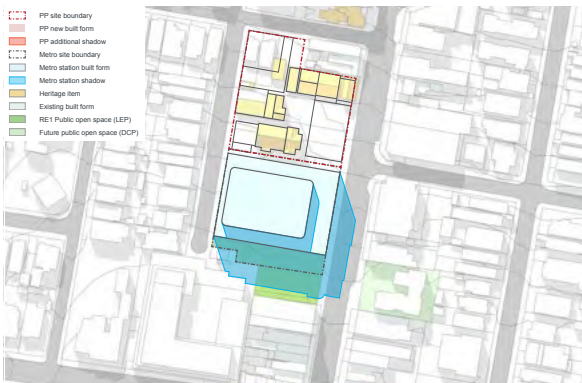 PP site boundary
PP new built form
PP additional shadow
Metro site boundary
Metro station built form
Metro station shadow
Heritage item
Existing built form
RE1 Public open space (LEP)
Future public open space (DCP)